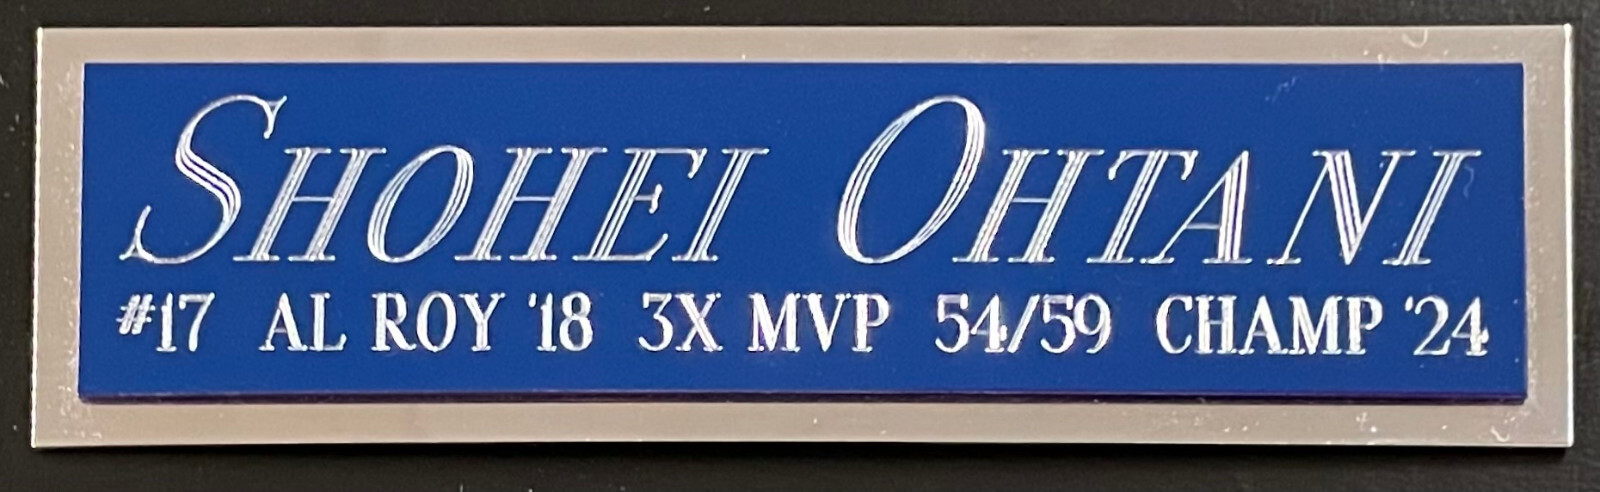 SHOHEI OHTANI
#17 AL ROY '18 3X MVP 54/59 CHAMP '24